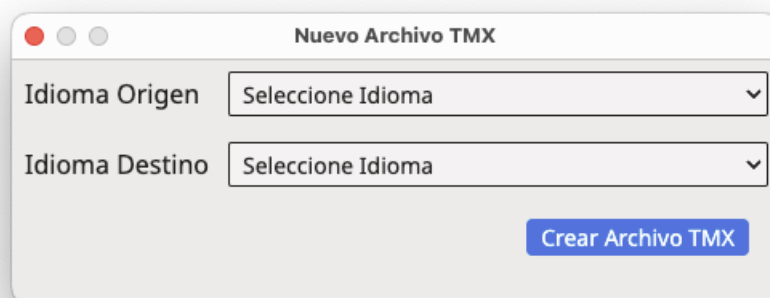 Nuevo Archivo TMX
Idioma Origen Seleccione Idioma
Idioma Destino Seleccione Idioma
Crear Archivo TMX